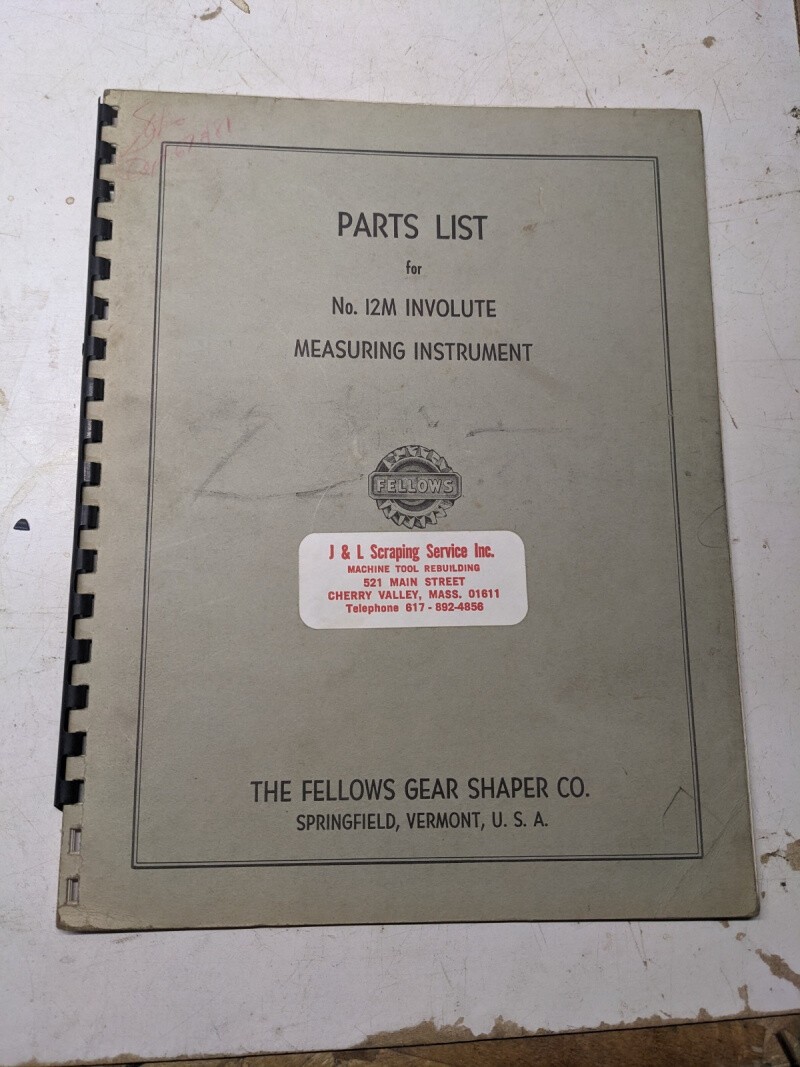 PARTS LIST
for
No. 12M INVOLUTE
MEASURING INSTRUMENT
FELLOWS
J & L Scraping Service Inc.
MACHINE TOOL REBUILDING
521 MAIN STREET
CHERRY VALLEY, MASS. 01611
Telephone 617 - 892-4856
THE FELLOWS GEAR SHAPER CO.
SPRINGFIELD, VERMONT, U. S. A.